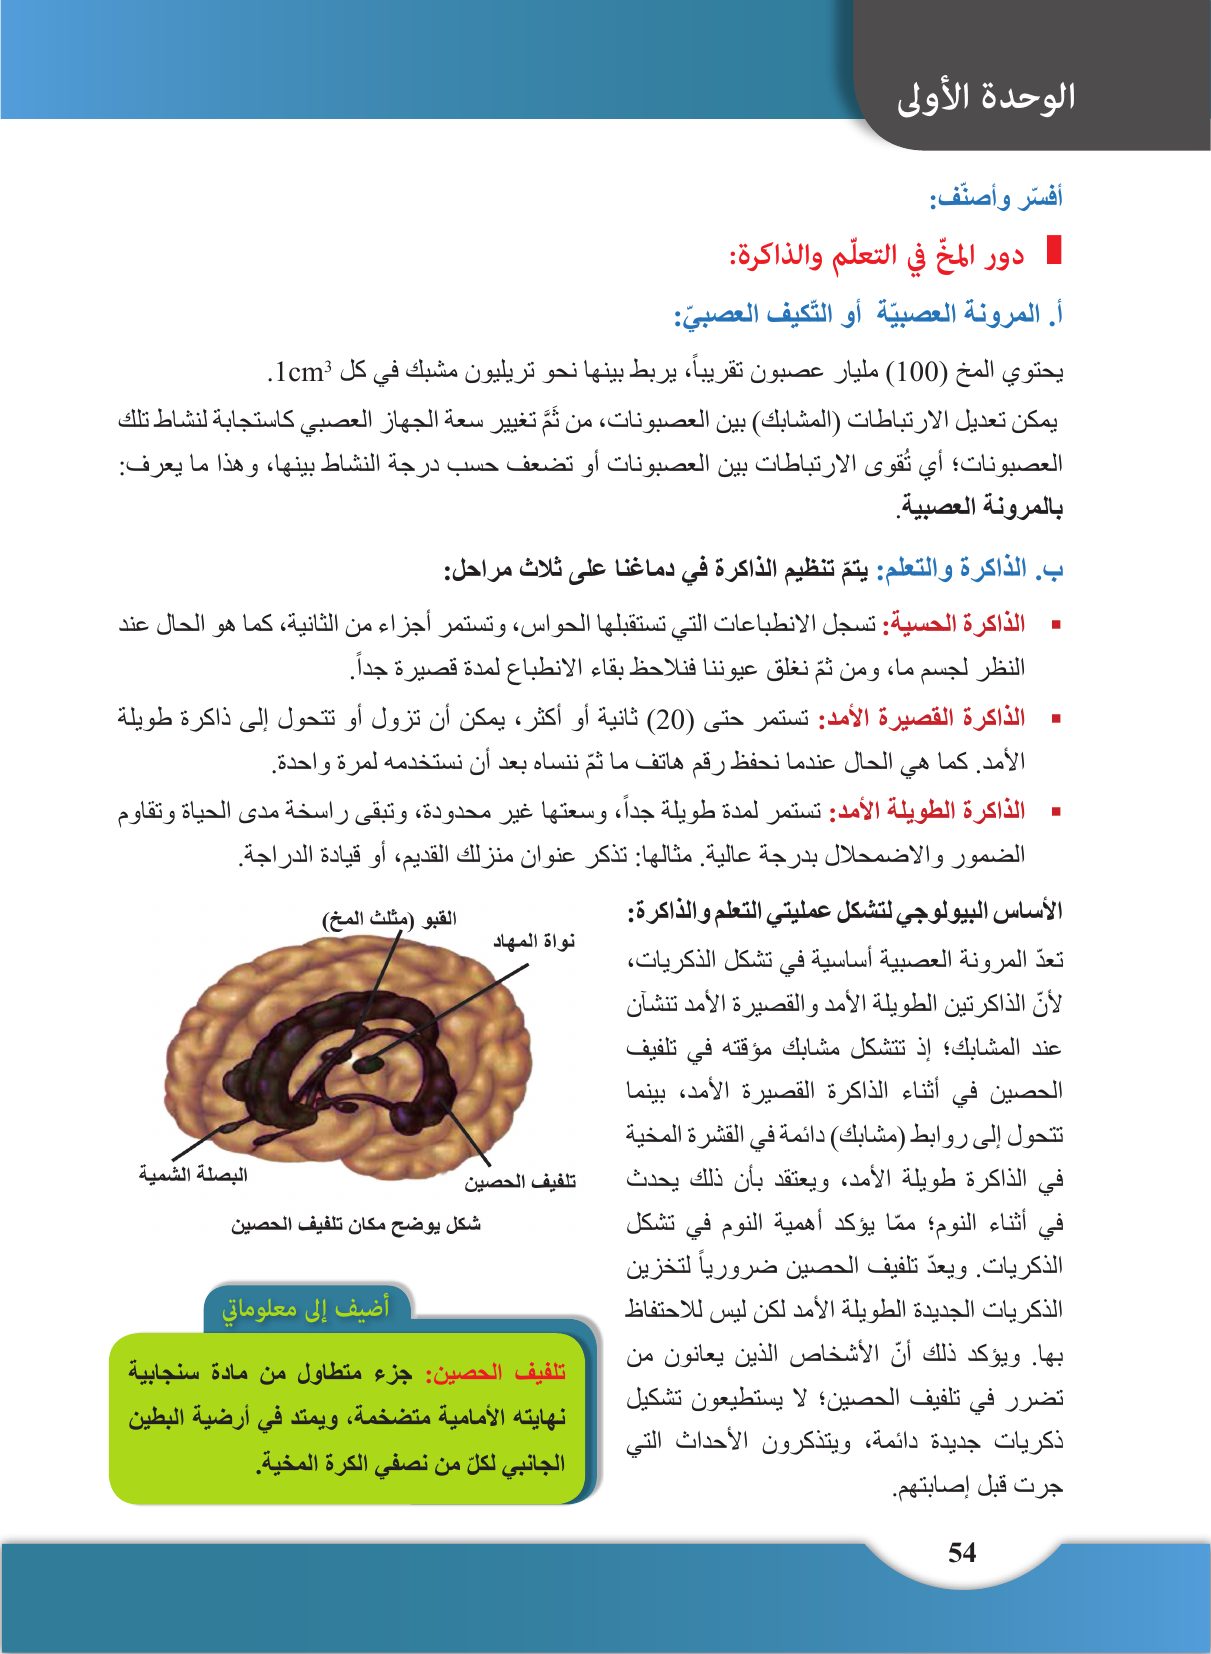 الوحدة الأولى
أفسّر وأصنّف:
دور المخّ في التعلّم والذاكرة:
أ. المرونة العصبيّة أو التّكيف العصبيّ:
يحتوي المخ (100) مليار عصبون تقريباً، يربط بينها نحو تريليون مشبك في كل 1cm³.
يمكن تعديل الارتباطات (المشابك) بين العصبونات، من ثَمَّ تغيير سعة الجهاز العصبي كاستجابة لنشاط تلك
العصبونات؛ أي تُقوى الارتباطات بين العصبونات أو تضعف حسب درجة النشاط بينها، وهذا ما يعرف:
بالمرونة العصبية.
ب. الذاكرة والتعلم: يتمّ تنظيم الذاكرة في دماغنا على ثلاث مراحل:
▪ الذاكرة الحسية: تسجل الانطباعات التي تستقبلها الحواس، وتستمر أجزاء من الثانية، كما هو الحال عند
النظر لجسم ما، ومن ثمّ نغلق عيوننا فنلاحظ بقاء الانطباع لمدة قصيرة جداً.
▪ الذاكرة القصيرة الأمد: تستمر حتى (20) ثانية أو أكثر، يمكن أن تزول أو تتحول إلى ذاكرة طويلة
الأمد. كما هي الحال عندما نحفظ رقم هاتف ما ثمّ ننساه بعد أن نستخدمه لمرة واحدة.
▪ الذاكرة الطويلة الأمد: تستمر لمدة طويلة جداً، وسعتها غير محدودة، وتبقى راسخة مدى الحياة وتقاوم
الضمور والاضمحلال بدرجة عالية. مثالها: تذكر عنوان منزلك القديم، أو قيادة الدراجة.
الأساس البيولوجي لتشكل عمليتي التعلم والذاكرة:
تعدّ المرونة العصبية أساسية في تشكل الذكريات،
لأنّ الذاكرتين الطويلة الأمد والقصيرة الأمد تنشآن
عند المشابك؛ إذ تتشكل مشابك مؤقته في تلفيف
الحصين في أثناء الذاكرة القصيرة الأمد، بينما
تتحول إلى روابط (مشابك) دائمة في القشرة المخية
في الذاكرة طويلة الأمد، ويعتقد بأن ذلك يحدث
في أثناء النوم؛ ممّا يؤكد أهمية النوم في تشكل
الذكريات. ويعدّ تلفيف الحصين ضرورياً لتخزين
الذكريات الجديدة الطويلة الأمد لكن ليس للاحتفاظ
بها. ويؤكد ذلك أنّ الأشخاص الذين يعانون من
تضرر في تلفيف الحصين؛ لا يستطيعون تشكيل
ذكريات جديدة دائمة، ويتذكرون الأحداث التي
جرت قبل إصابتهم.
القبو (مثلث المخ)
نواة المهاد
البصلة الشمية
تلفيف الحصين
شكل يوضح مكان تلفيف الحصين
أضيف إلى معلوماتي
تلفيف الحصين: جزء متطاول من مادة سنجابية
نهايته الأمامية متضخمة، ويمتد في أرضية البطين
الجانبي لكلّ من نصفي الكرة المخية.
54